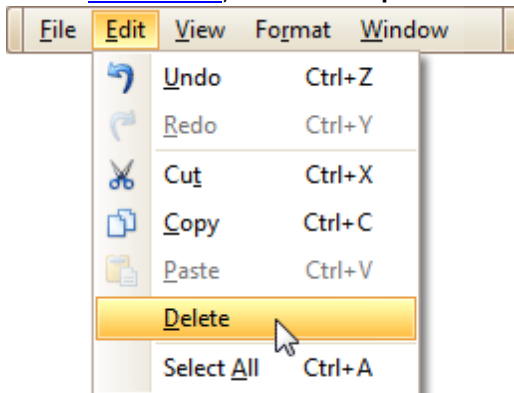 File Edit View Format Window
Undo Ctrl+Z
Redo Ctrl+Y
Cut Ctrl+X
Copy Ctrl+C
Paste Ctrl+V
Delete
Select All Ctrl+A